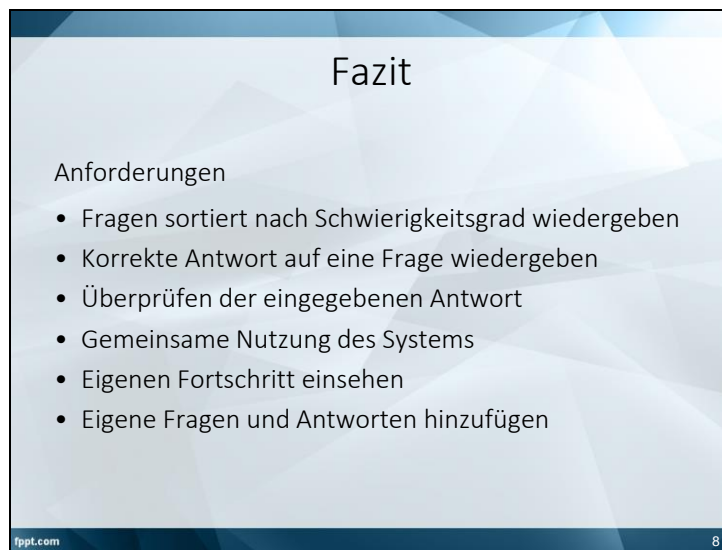 Fazit
Anforderungen
• Fragen sortiert nach Schwierigkeitsgrad wiedergeben
• Korrekte Antwort auf eine Frage wiedergeben
• Überprüfen der eingegebenen Antwort
• Gemeinsame Nutzung des Systems
• Eigenen Fortschritt einsehen
• Eigene Fragen und Antworten hinzufügen
fppt.com
8